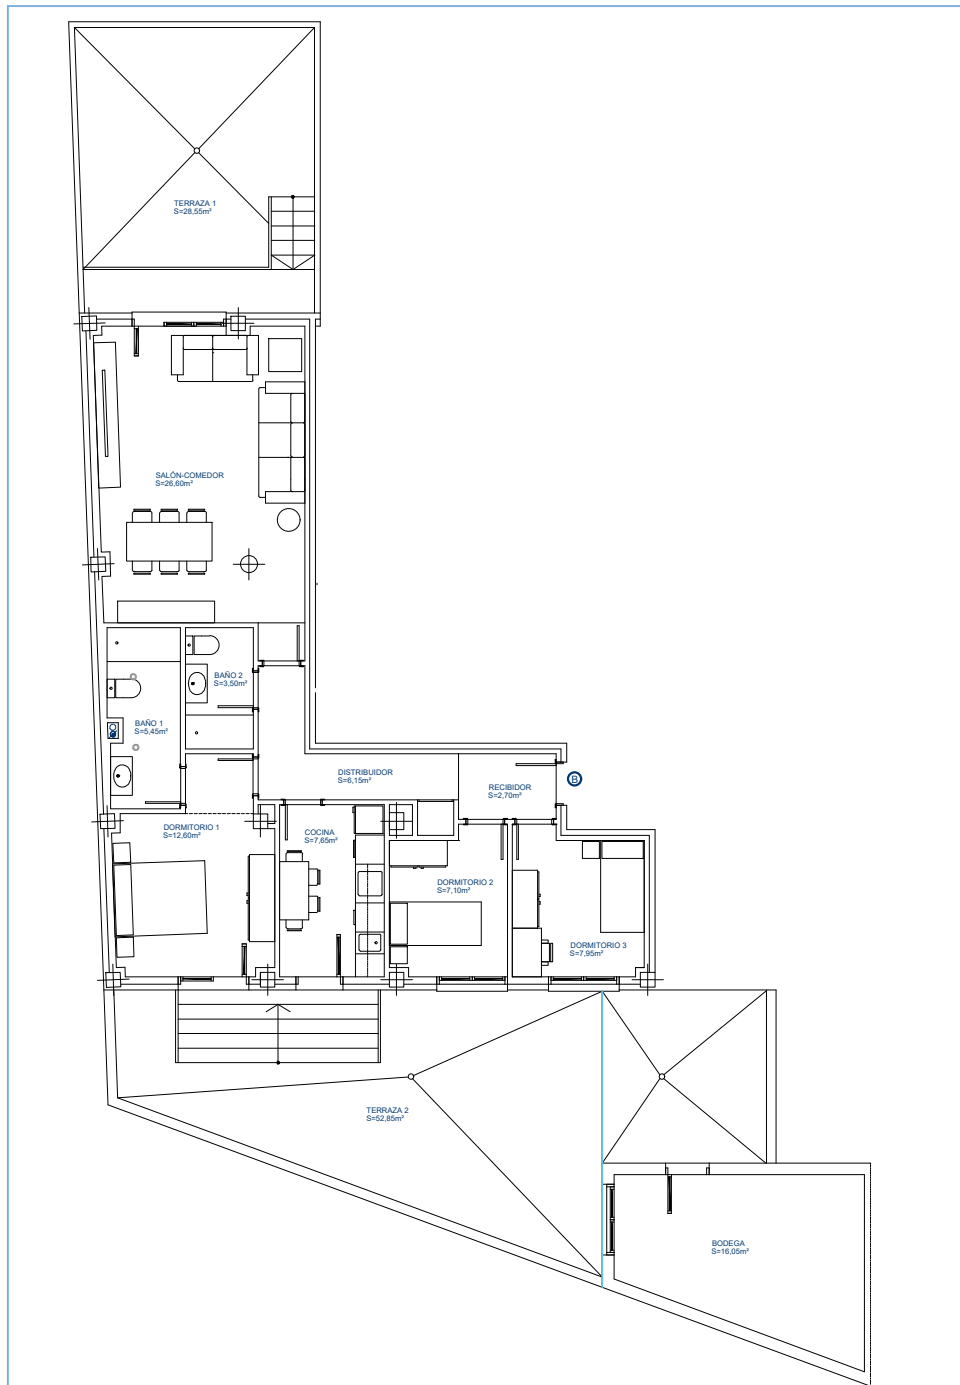 TERRAZA 1
S=28,55m²
SALÓN-COMEDOR
S=26,60m²
BAÑO 2
S=3,50m²
BAÑO 1
S=5,45m²
DISTRIBUIDOR
S=6,15m²
RECIBIDOR
S=2,70m²
B
DORMITORIO 1
S=12,60m²
COCINA
S=7,65m²
DORMITORIO 2
S=7,10m²
DORMITORIO 3
S=7,95m²
TERRAZA 2
S=52,85m²
BODEGA
S=16,05m²